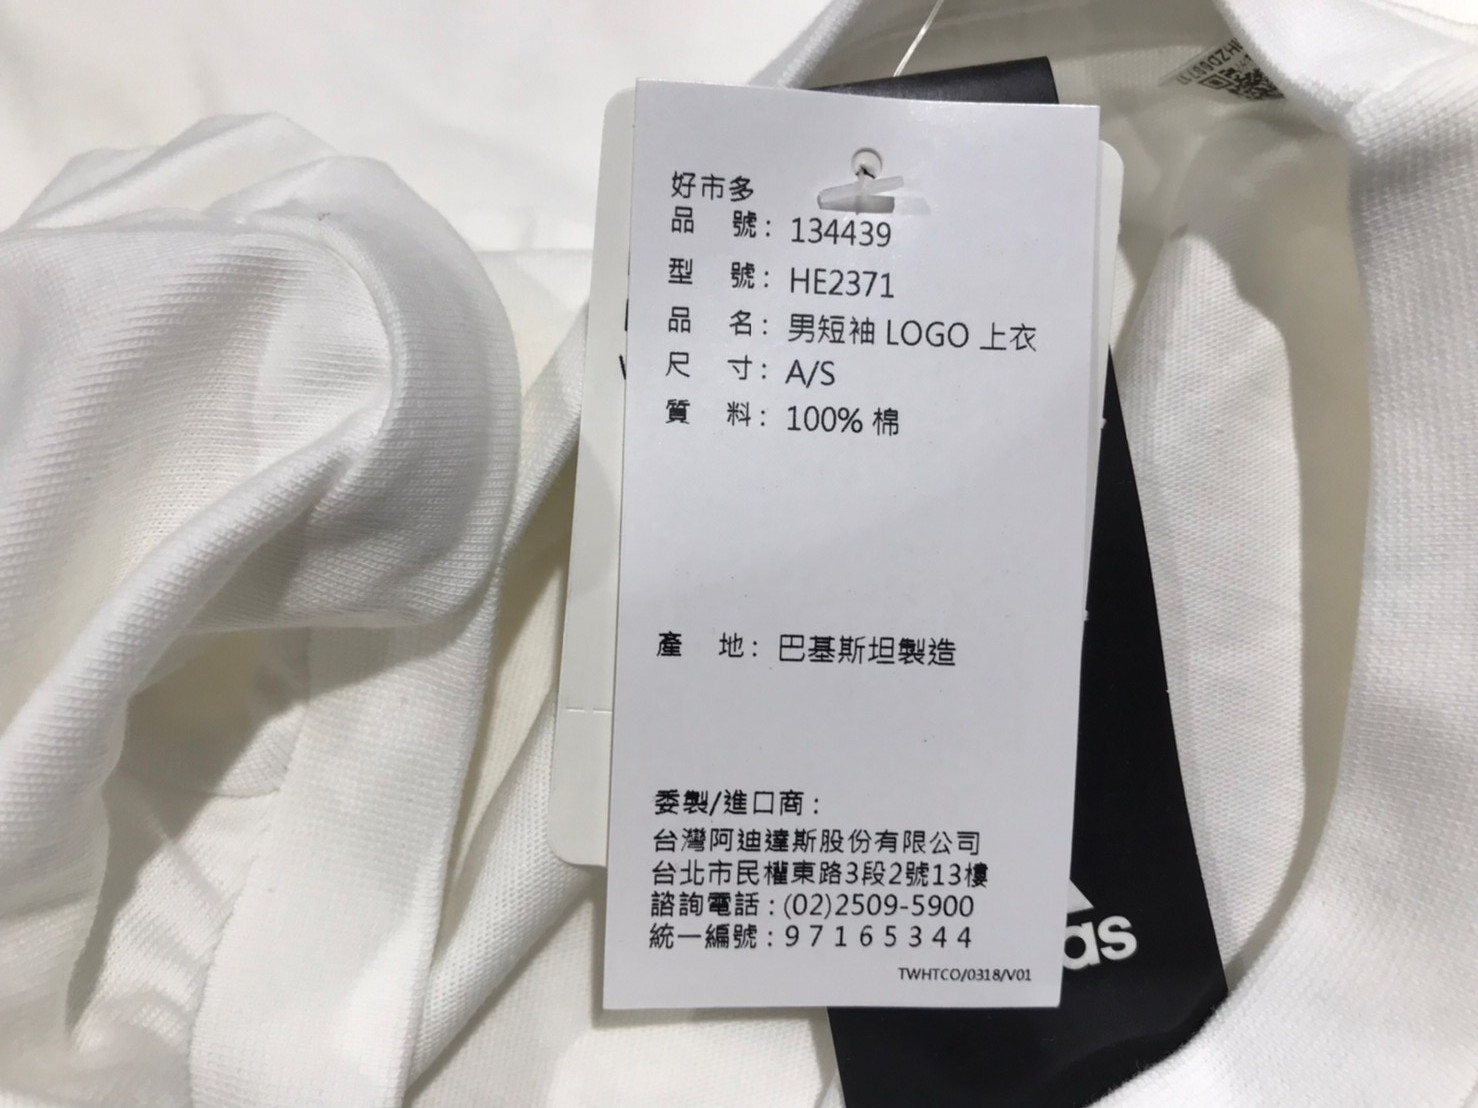 好市多
品 號: 134439
型 號: HE2371
品 名: 男短袖 LOGO 上衣
尺 寸: A/S
質 料: 100% 棉
產 地: 巴基斯坦製造
委製/進口商:
台灣阿迪達斯股份有限公司
台北市民權東路3段2號13樓
諮詢電話:(02)2509-5900
統一編號:97165344
TWHTCO/0318/V01
das